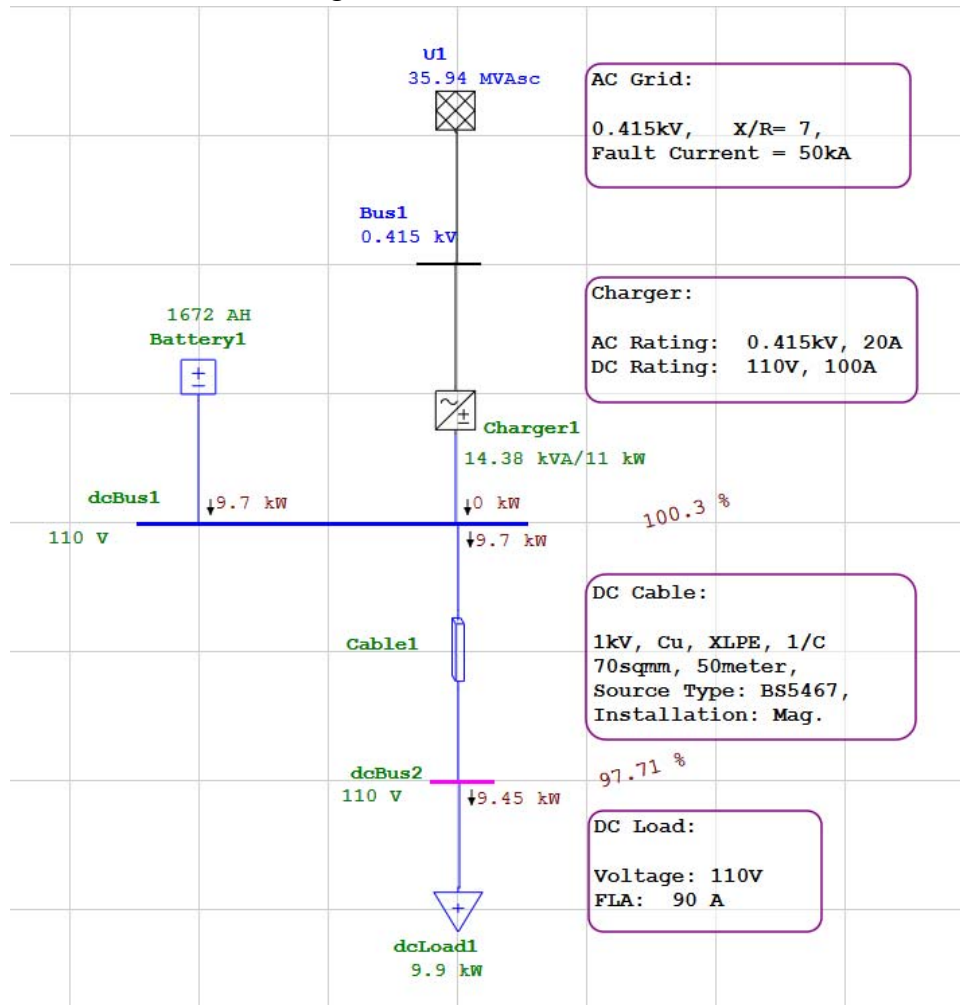 U1
35.94 MVAsc
AC Grid:
0.415kV, X/R= 7,
Fault Current = 50kA
Bus1
0.415 kV
Charger:
AC Rating: 0.415kV, 20A
DC Rating: 110V, 100A
1672 AH
Battery1
Charger1
14.38 kVA/11 kW
dcBus1
9.7 kW
0 kW
100.3 %
110 V
9.7 kW
DC Cable:
1kV, Cu, XLPE, 1/C
70sqmm, 50meter,
Source Type: BS5467,
Installation: Mag.
Cable1
dcBus2
97.71 %
110 V
9.45 kW
DC Load:
Voltage: 110V
FLA: 90 A
dcLoad1
9.9 kW